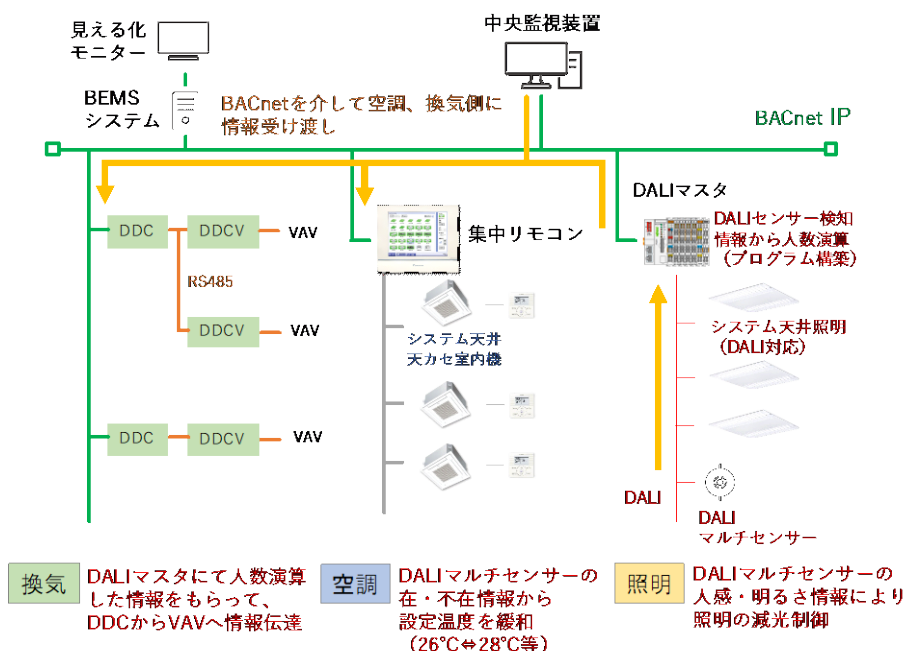 見える化
モニター
中央監視装置
BEMS
システム
BACnetを介して空調、換気側に
情報受け渡し
BACnet IP
DALIマスタ
DDC
DDCV
VAV
集中リモコン
DALIセンサー検知
情報から人数演算
（プログラム構築）
RS485
DDCV
VAV
システム天井
天カセ室内機
システム天井照明
（DALI対応）
DDC
DDCV
VAV
DALI
DALI
マルチセンサー
換気
DALIマスタにて人数演算
した情報をもらって、
DDCからVAVへ情報伝達
空調
DALIマルチセンサーの
在・不在情報から
設定温度を緩和
（26℃⇔28℃等）
照明
DALIマルチセンサーの
人感・明るさ情報により
照明の減光制御